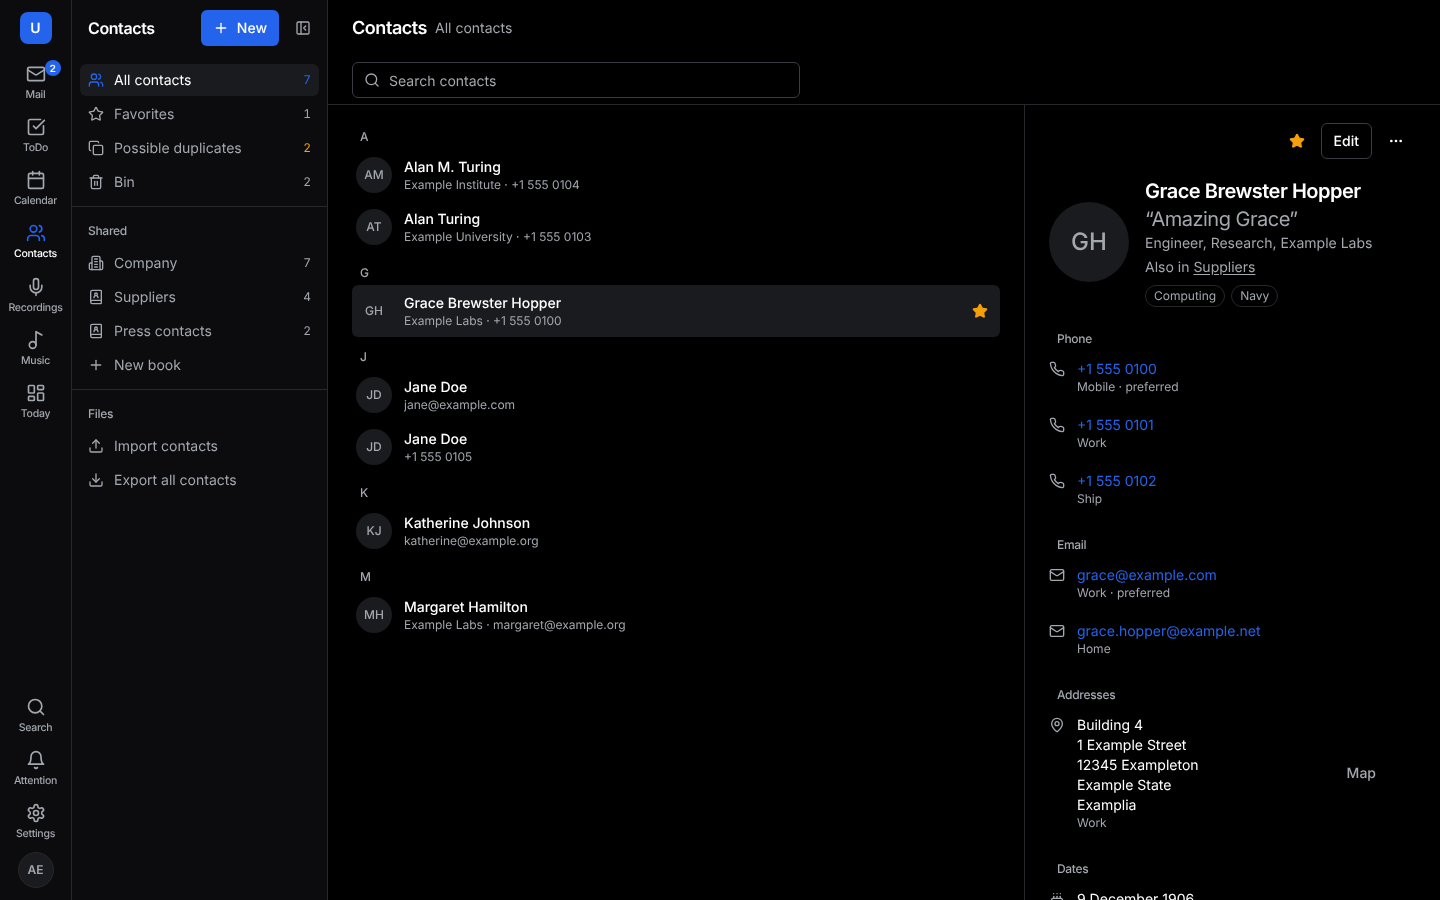 U
Mail
2
ToDo
Calendar
Contacts
Recordings
Music
Today
Search
Attention
Settings
AE
Contacts
New
All contacts 7
Favorites 1
Possible duplicates 2
Bin 2
Shared
Company 7
Suppliers 4
Press contacts 2
New book
Files
Import contacts
Export all contacts
Contacts All contacts
Search contacts
A
AM
Alan M. Turing
Example Institute · +1 555 0104
AT
Alan Turing
Example University · +1 555 0103
G
GH
Grace Brewster Hopper
Example Labs · +1 555 0100
J
JD
Jane Doe
jane@example.com
JD
Jane Doe
+1 555 0105
K
KJ
Katherine Johnson
katherine@example.org
M
MH
Margaret Hamilton
Example Labs · margaret@example.org
Edit
GH
Grace Brewster Hopper
“Amazing Grace”
Engineer, Research, Example Labs
Also in Suppliers
Computing Navy
Phone
+1 555 0100
Mobile · preferred
+1 555 0101
Work
+1 555 0102
Ship
Email
grace@example.com
Work · preferred
grace.hopper@example.net
Home
Addresses
Building 4
1 Example Street
12345 Exampleton
Example State
Examplia
Work
Map
Dates
9 December 1906